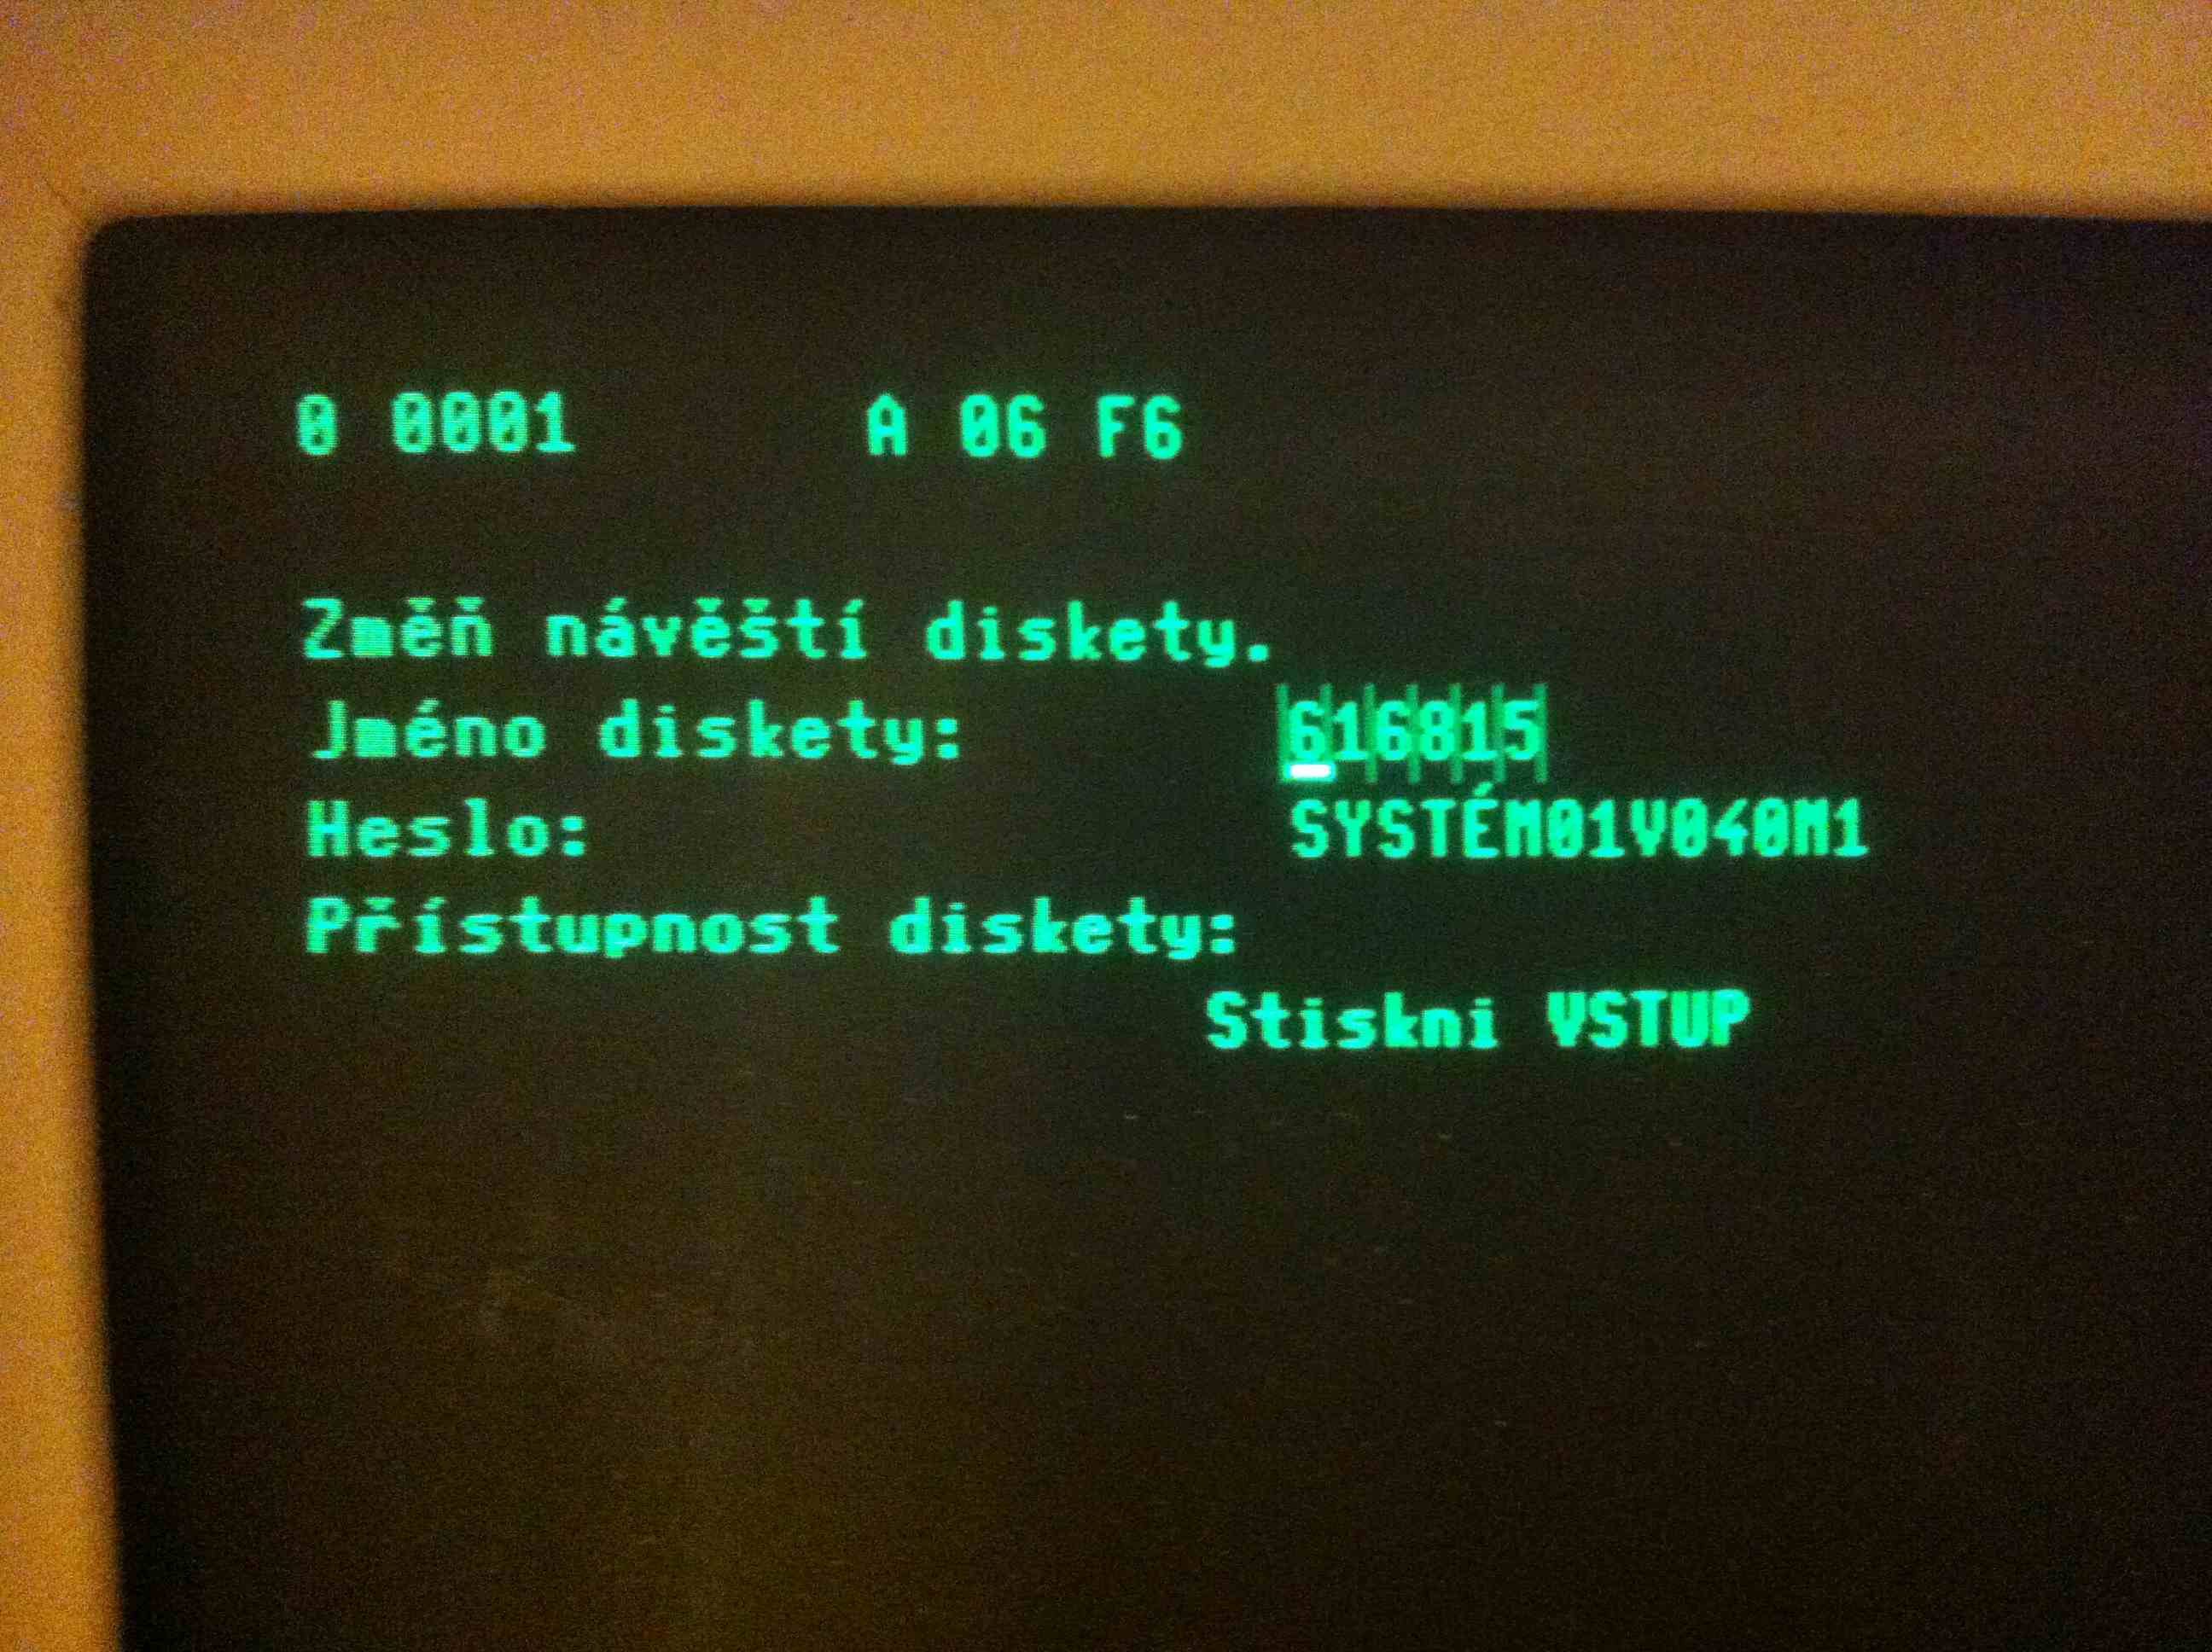 0 0001 A 06 F6
Změň návěští diskety.
Jméno diskety: 616815
Heslo: SYSTÉM01V040M1
Přístupnost diskety:
Stiskni VSTUP